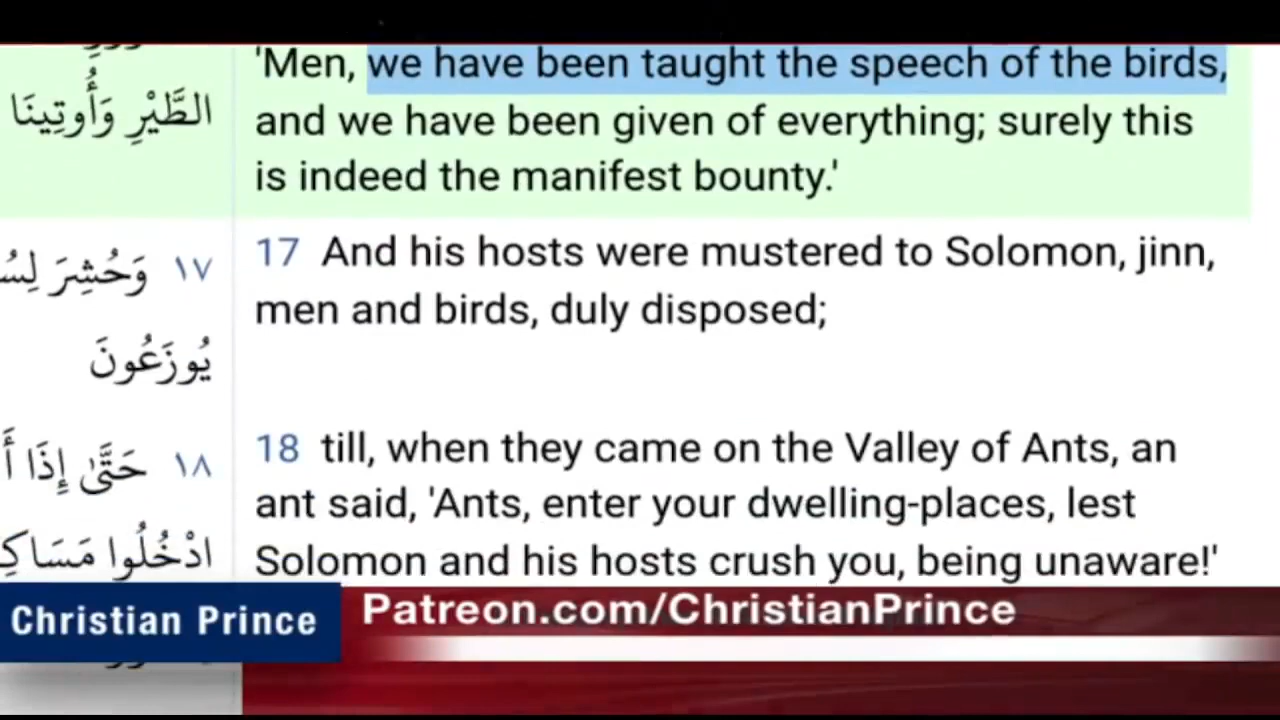 'Men, we have been taught the speech of the birds,
and we have been given of everything; surely this
is indeed the manifest bounty.'
الطَّيْرِ وَأُوتِينَا
17 And his hosts were mustered to Solomon, jinn,
men and birds, duly disposed;
١٧ وَحُشِرَ
يُوزَعُونَ
18 till, when they came on the Valley of Ants, an
ant said, 'Ants, enter your dwelling-places, lest
Solomon and his hosts crush you, being unaware!'
١٨ حَتَّىٰ إِذَا
ادْخُلُوا
Christian Prince
Patreon.com/ChristianPrince